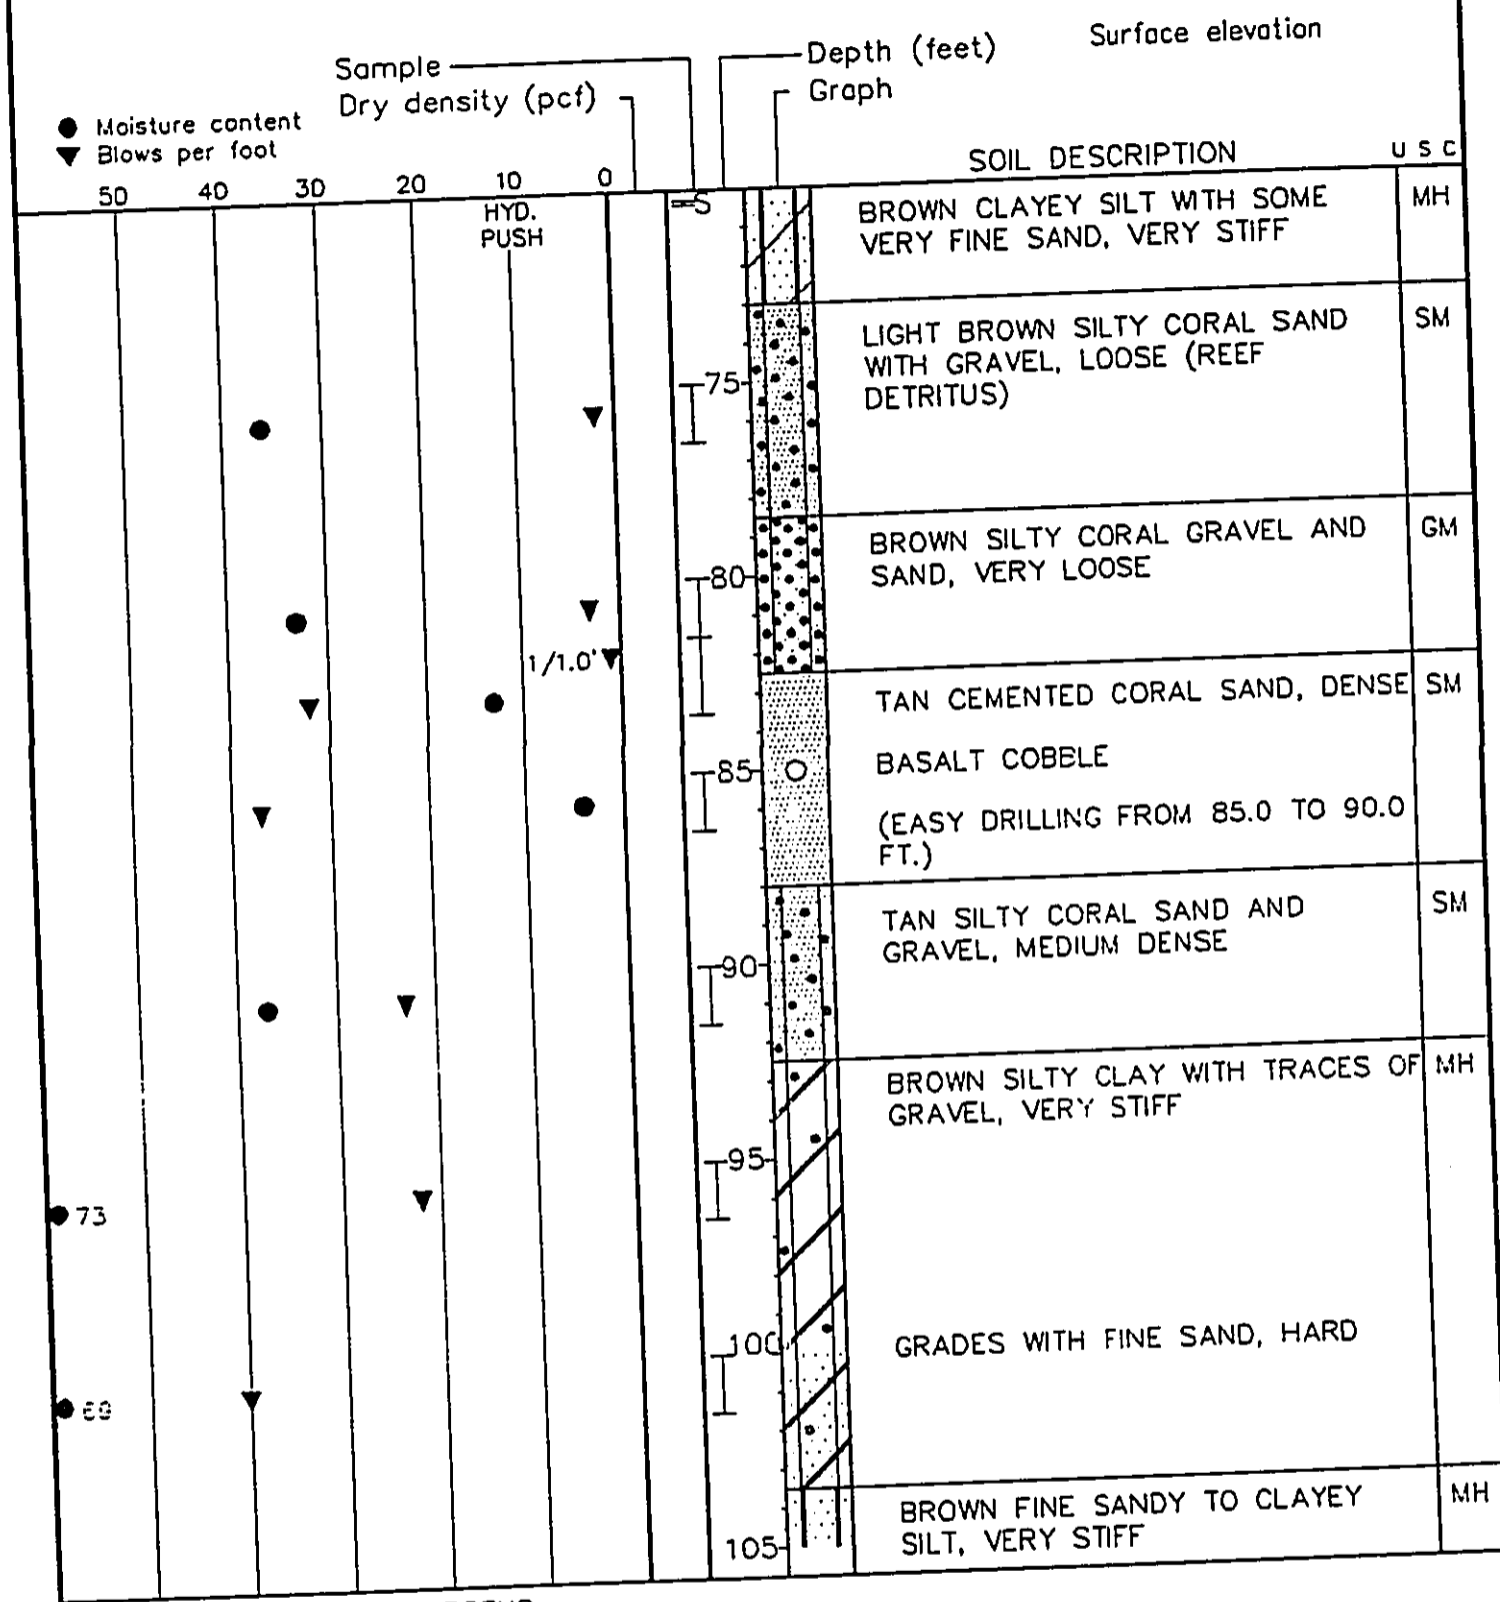 Surface elevation
Depth (feet)
Sample
Graph
Dry density (pcf)
● Moisture content
▼ Blows per foot
SOIL DESCRIPTION U S C
50 40 30 20 10 0
HYD.
PUSH
S
BROWN CLAYEY SILT WITH SOME MH
VERY FINE SAND, VERY STIFF
LIGHT BROWN SILTY CORAL SAND SM
WITH GRAVEL, LOOSE (REEF
DETRITUS)
75
BROWN SILTY CORAL GRAVEL AND GM
SAND, VERY LOOSE
80
1/1.0'
TAN CEMENTED CORAL SAND, DENSE SM
BASALT COBBLE
85
(EASY DRILLING FROM 85.0 TO 90.0
FT.)
TAN SILTY CORAL SAND AND SM
GRAVEL, MEDIUM DENSE
90
BROWN SILTY CLAY WITH TRACES OF MH
GRAVEL, VERY STIFF
95
73
100
GRADES WITH FINE SAND, HARD
69
BROWN FINE SANDY TO CLAYEY MH
SILT, VERY STIFF
105